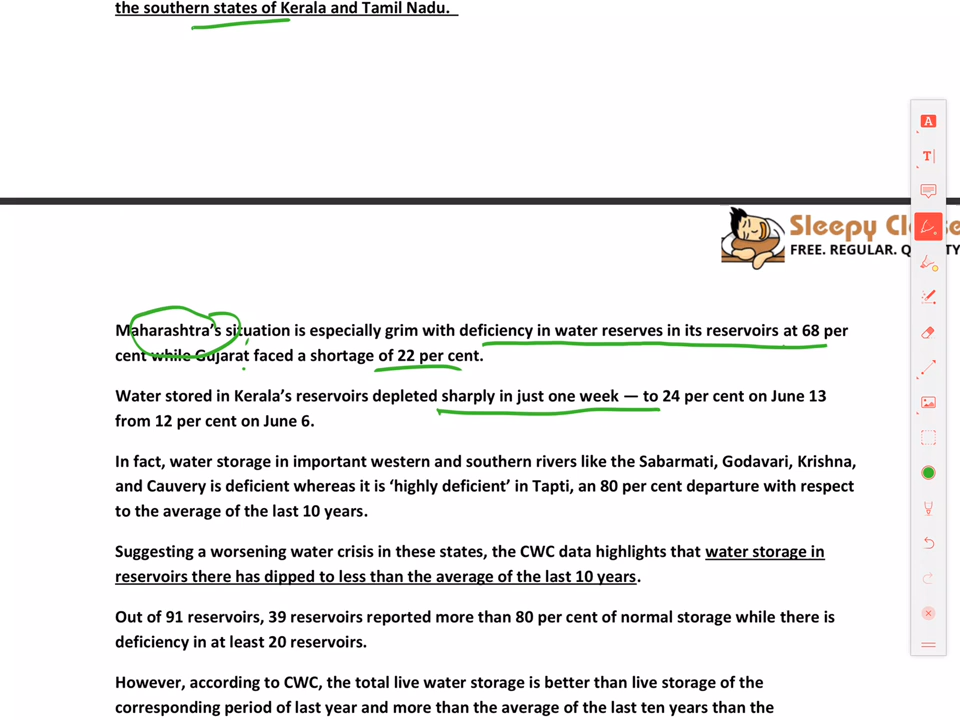 the southern states of Kerala and Tamil Nadu.
Sleepy Cl
FREE. REGULAR. Q
TY
Maharashtra's situation is especially grim with deficiency in water reserves in its reservoirs at 68 per
cent while Gujarat faced a shortage of 22 per cent.
Water stored in Kerala's reservoirs depleted sharply in just one week — to 24 per cent on June 13
from 12 per cent on June 6.
In fact, water storage in important western and southern rivers like the Sabarmati, Godavari, Krishna,
and Cauvery is deficient whereas it is 'highly deficient' in Tapti, an 80 per cent departure with respect
to the average of the last 10 years.
Suggesting a worsening water crisis in these states, the CWC data highlights that water storage in
reservoirs there has dipped to less than the average of the last 10 years.
Out of 91 reservoirs, 39 reservoirs reported more than 80 per cent of normal storage while there is
deficiency in at least 20 reservoirs.
However, according to CWC, the total live water storage is better than live storage of the
corresponding period of last year and more than the average of the last ten years than the
A
T